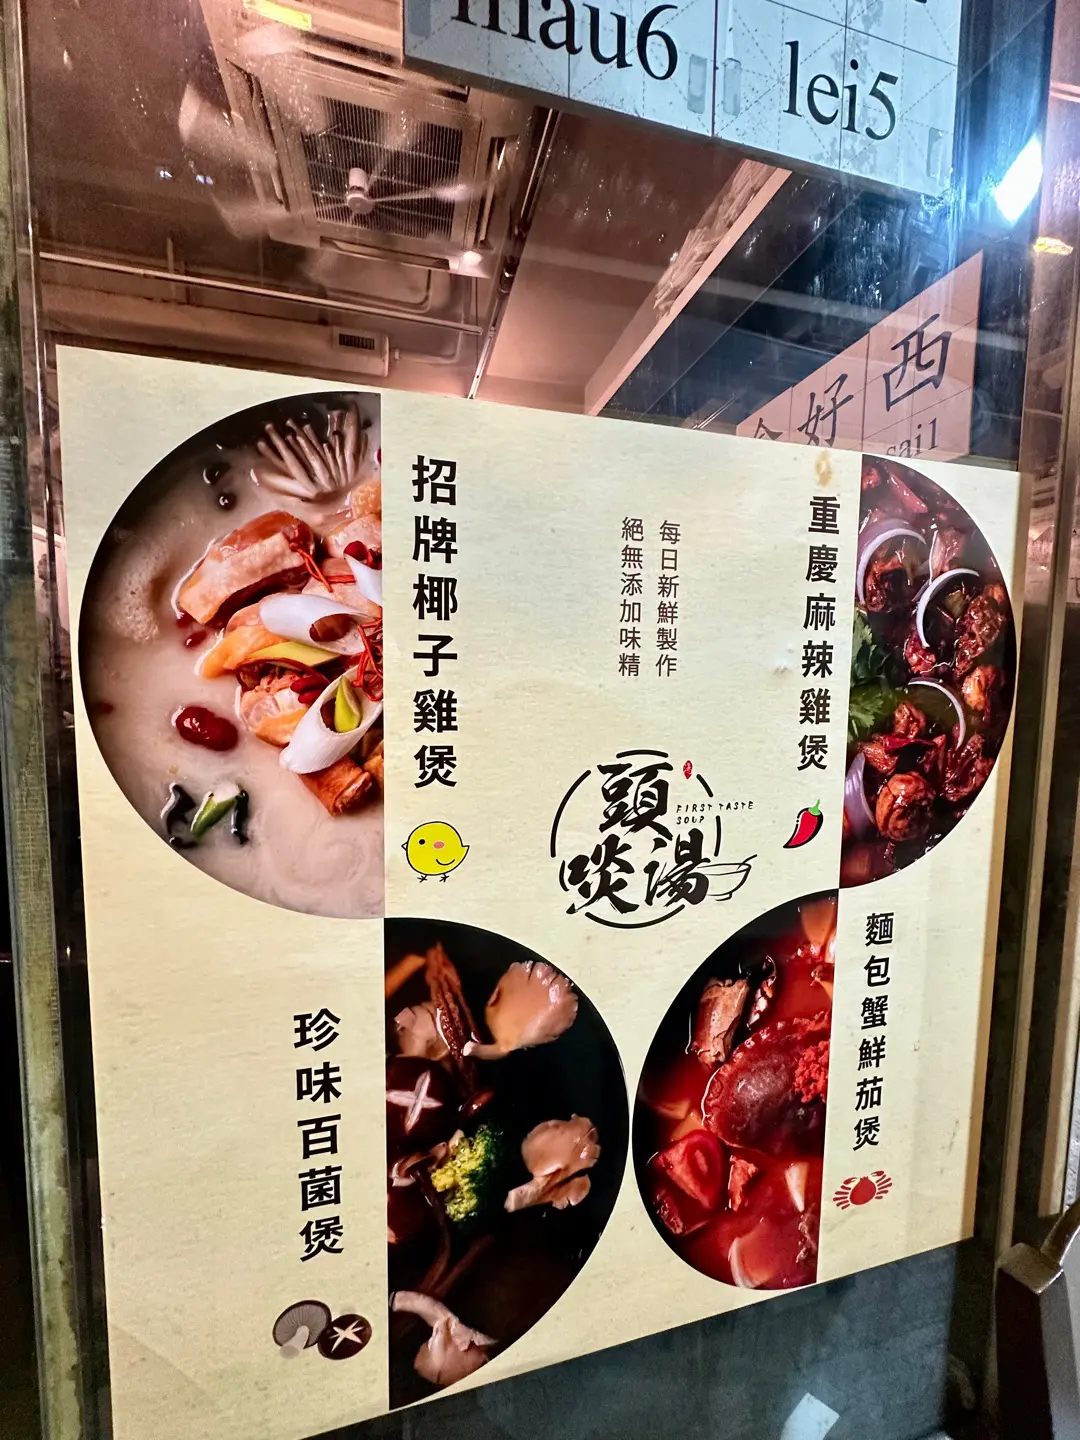 mau6
lei5
西
好
sai1
招牌椰子雞煲
每日新鮮製作
絕無添加味精
重慶麻辣雞煲
頭啖湯
FIRST TASTE
SOUP
珍味百菌煲
麵包蟹鮮茄煲